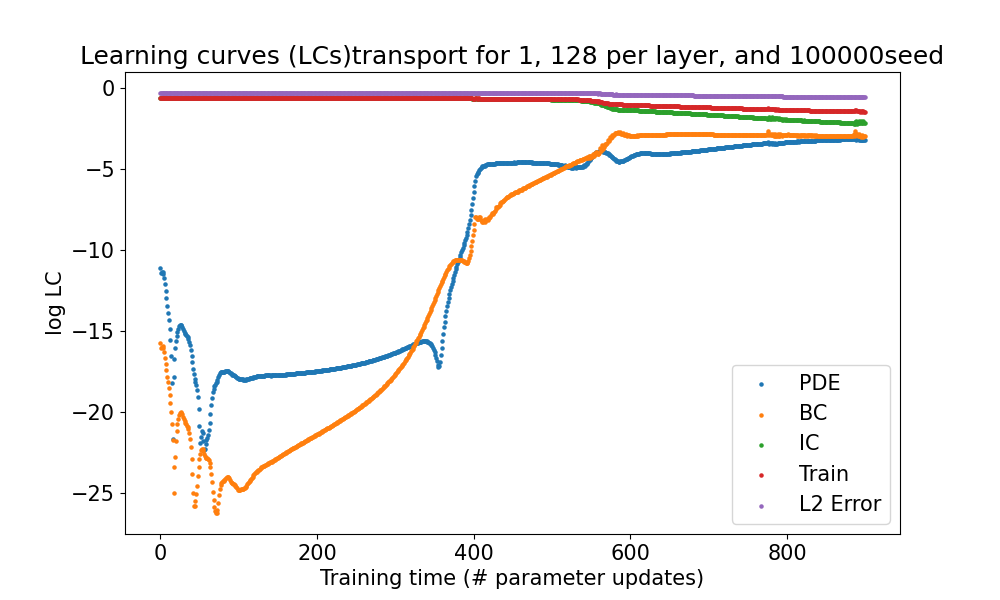 Learning curves (LCs)transport for 1, 128 per layer, and 100000seed
log LC
0
−5
−10
−15
−20
−25
PDE
BC
IC
Train
L2 Error
0 200 400 600 800
Training time (# parameter updates)